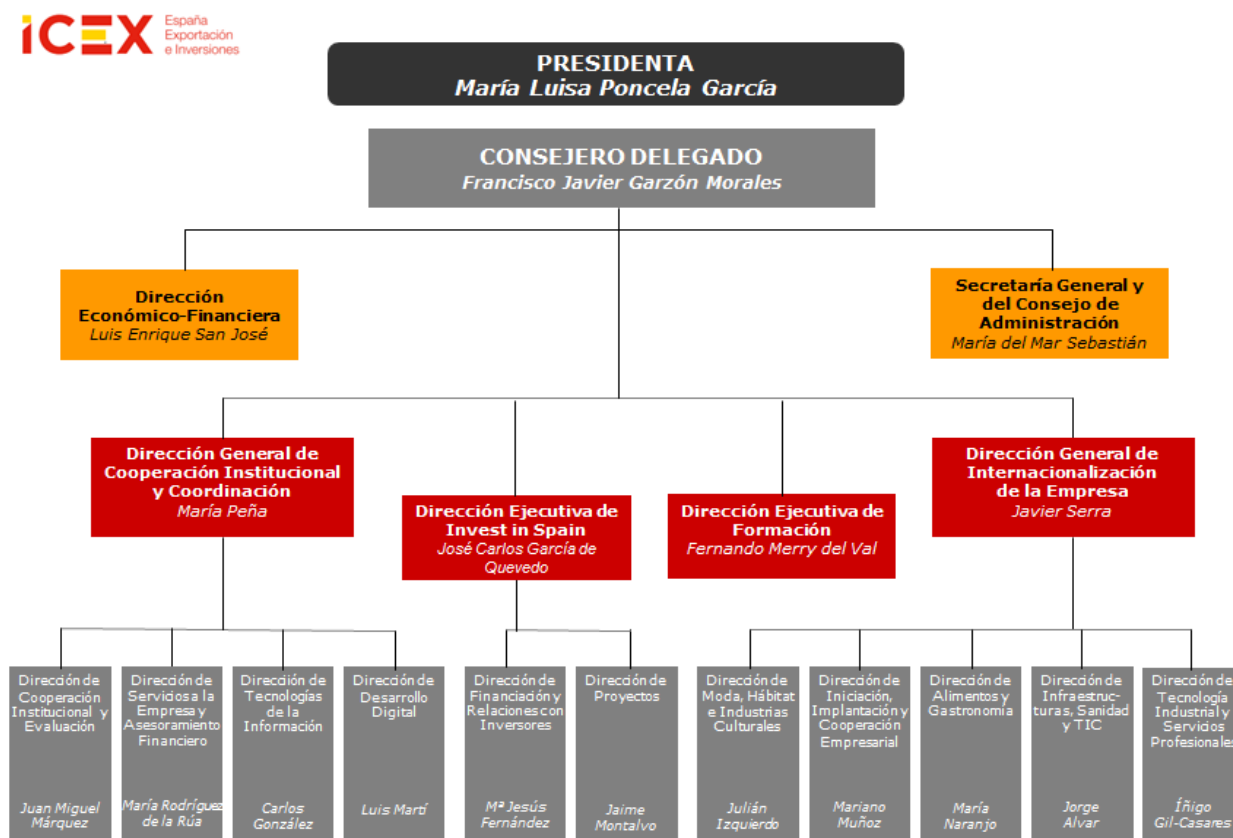 iCEX
España
Exportación
e Inversiones
PRESIDENTA
María Luisa Poncela García
CONSEJERO DELEGADO
Francisco Javier Garzón Morales
Dirección
Económico-Financiera
Luis Enrique San José
Secretaría General y
del Consejo de
Administración
María del Mar Sebastián
Dirección General de
Cooperación Institucional
y Coordinación
María Peña
Dirección Ejecutiva de
Invest in Spain
José Carlos García de
Quevedo
Dirección Ejecutiva de
Formación
Fernando Merry del Val
Dirección General de
Internacionalización
de la Empresa
Javier Serra
Dirección de
Cooperación
Institucional y
Evaluación
Juan Miguel
Márquez
Dirección de
Servicios a la
Empresa y
Asesoramiento
Financiero
María Rodríguez
de la Rúa
Dirección de
Tecnologías
de la
Información
Carlos
González
Dirección de
Desarrollo
Digital
Luis Martí
Dirección de
Financiación y
Relaciones con
Inversores
Mª Jesús
Fernández
Dirección de
Proyectos
Jaime
Montalvo
Dirección de
Moda, Hábitat
e Industrias
Culturales
Julián
Izquierdo
Dirección de
Iniciación,
Implantación y
Cooperación
Empresarial
Mariano
Muñoz
Dirección de
Alimentos y
Gastronomía
María
Naranjo
Dirección de
Infraestruc-
turas, Sanidad
y TIC
Jorge
Alvar
Dirección de
Tecnología
Industrial y
Servicios
Profesionales
Íñigo
Gil-Casares